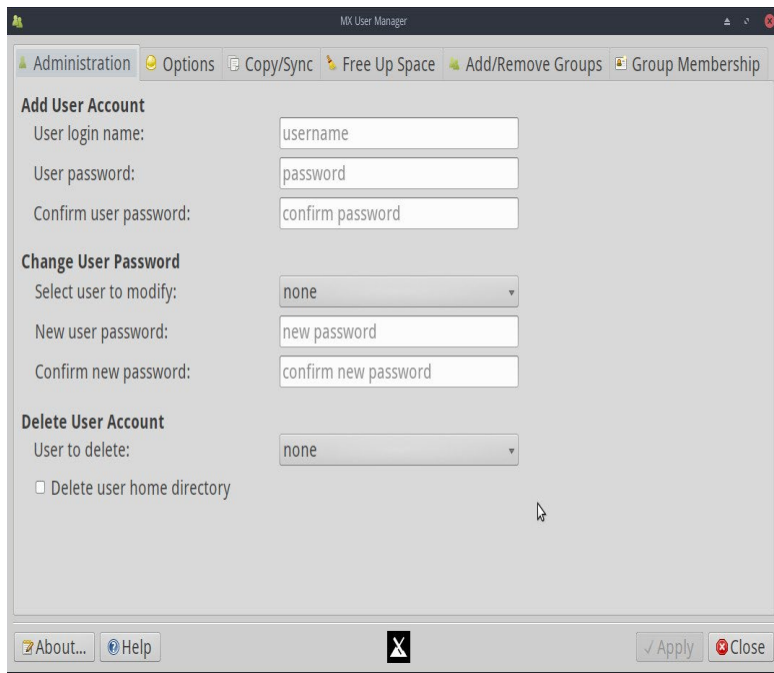 MX User Manager
Administration Options Copy/Sync Free Up Space Add/Remove Groups Group Membership
Add User Account
User login name: username
User password: password
Confirm user password: confirm password
Change User Password
Select user to modify: none
New user password: new password
Confirm new password: confirm new password
Delete User Account
User to delete: none
Delete user home directory
About... Help Apply Close